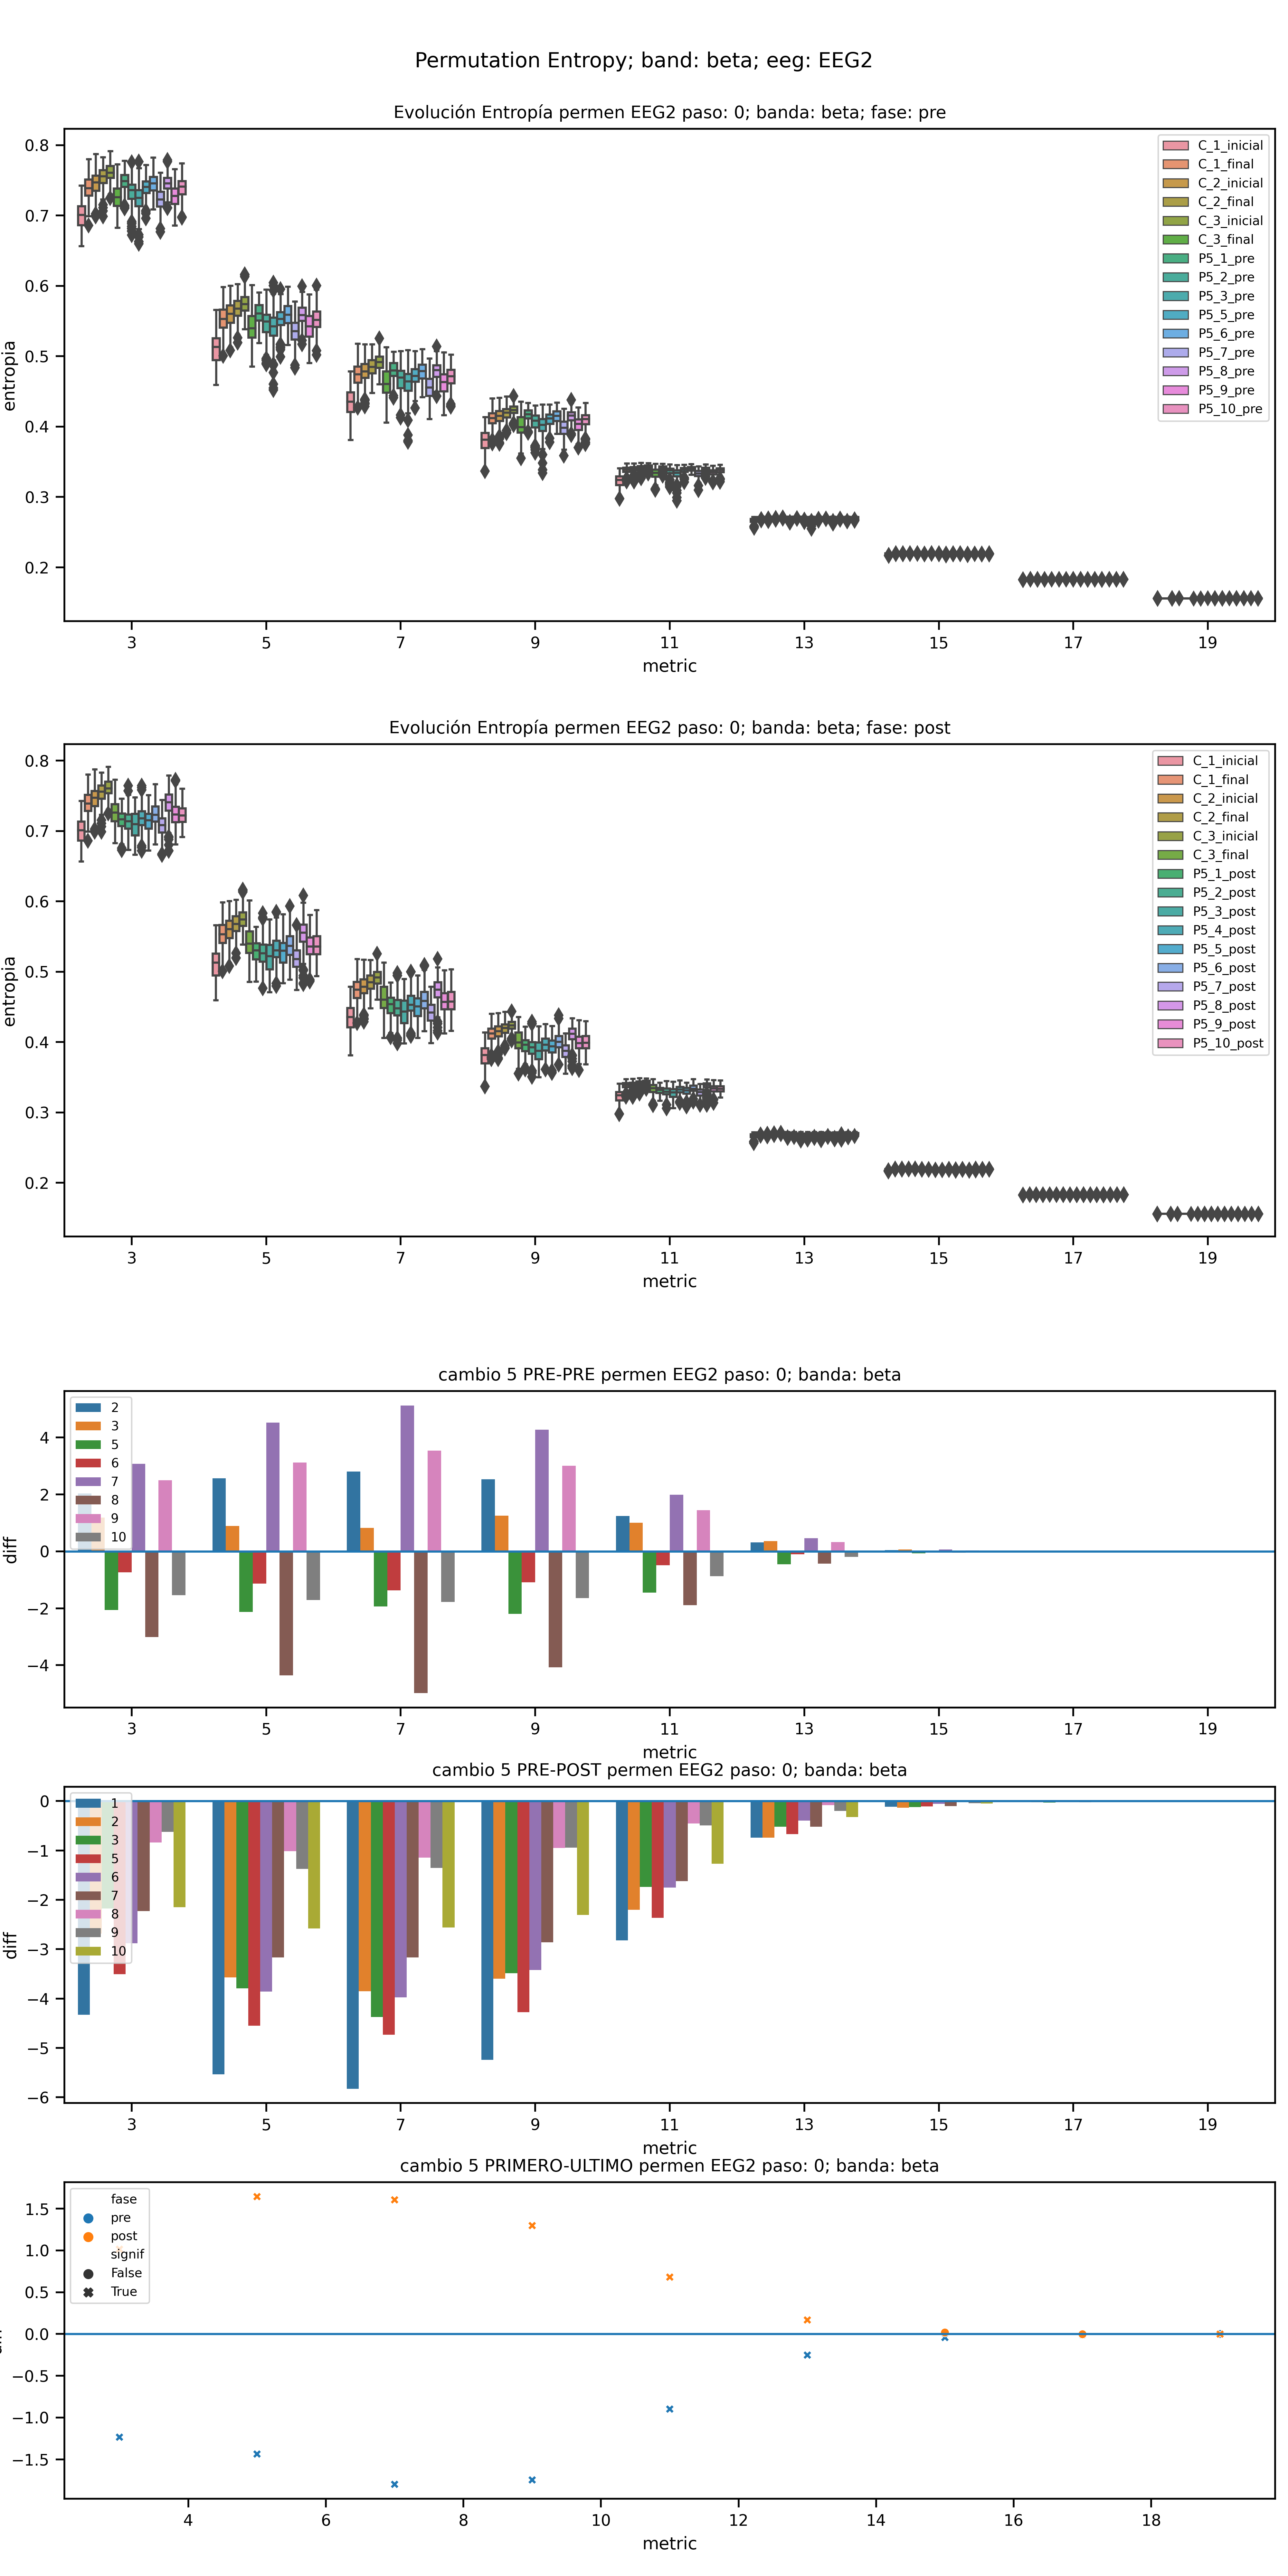 Permutation Entropy; band: beta; eeg: EEG2
Evolución Entropía permen EEG2 paso: 0; banda: beta; fase: pre
0.8
0.7
0.6
0.5
0.4
0.3
0.2
entropia
C_1_inicial
C_1_final
C_2_inicial
C_2_final
C_3_inicial
C_3_final
P5_1_pre
P5_2_pre
P5_3_pre
P5_5_pre
P5_6_pre
P5_7_pre
P5_8_pre
P5_9_pre
P5_10_pre
3 5 7 9 11 13 15 17 19
metric
Evolución Entropía permen EEG2 paso: 0; banda: beta; fase: post
0.8
0.7
0.6
0.5
0.4
0.3
0.2
entropia
C_1_inicial
C_1_final
C_2_inicial
C_2_final
C_3_inicial
C_3_final
P5_1_post
P5_2_post
P5_3_post
P5_4_post
P5_5_post
P5_6_post
P5_7_post
P5_8_post
P5_9_post
P5_10_post
3 5 7 9 11 13 15 17 19
metric
cambio 5 PRE-PRE permen EEG2 paso: 0; banda: beta
4
2
0
−2
−4
diff
2
3
5
6
7
8
9
10
3 5 7 9 11 13 15 17 19
metric
cambio 5 PRE-POST permen EEG2 paso: 0; banda: beta
0
−1
−2
−3
−4
−5
−6
diff
1
2
3
5
6
7
8
9
10
3 5 7 9 11 13 15 17 19
metric
cambio 5 PRIMERO-ULTIMO permen EEG2 paso: 0; banda: beta
1.5
1.0
0.5
0.0
−0.5
−1.0
−1.5
fase
pre
post
signif
False
True
4 6 8 10 12 14 16 18
metric